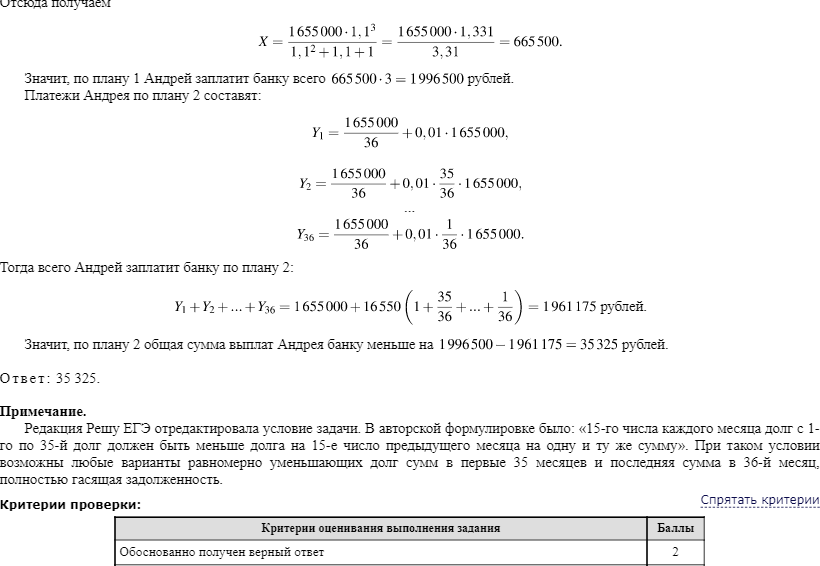 Отсюда получаем
X = \frac{1655000 \cdot 1,1^3}{1,1^2 + 1,1 + 1} = \frac{1655000 \cdot 1,331}{3,31} = 665500.
Значит, по плану 1 Андрей заплатит банку всего 665500 · 3 = 1996500 рублей.
Платежи Андрея по плану 2 составят:
Y_1 = \frac{1655000}{36} + 0,01 \cdot 1655000,
Y_2 = \frac{1655000}{36} + 0,01 \cdot \frac{35}{36} \cdot 1655000,
...
Y_{36} = \frac{1655000}{36} + 0,01 \cdot \frac{1}{36} \cdot 1655000.
Тогда всего Андрей заплатит банку по плану 2:
Y_1 + Y_2 + ... + Y_{36} = 1655000 + 16550 \left(1 + \frac{35}{36} + ... + \frac{1}{36}\right) = 1961175 рублей.
Значит, по плану 2 общая сумма выплат Андрея банку меньше на 1996500 − 1961175 = 35325 рублей.
Ответ: 35 325.
Примечание.
Редакция Решу ЕГЭ отредактировала условие задачи. В авторской формулировке было: «15-го числа каждого месяца долг с 1-
го по 35-й долг должен быть меньше долга на 15-е число предыдущего месяца на одну и ту же сумму». При таком условии
возможны любые варианты равномерно уменьшающих долг сумм в первые 35 месяцев и последняя сумма в 36-й месяц,
полностью гасящая задолженность.
Критерии проверки:
Спрятать критерии
Критерии оценивания выполнения задания Баллы
Обоснованно получен верный ответ 2